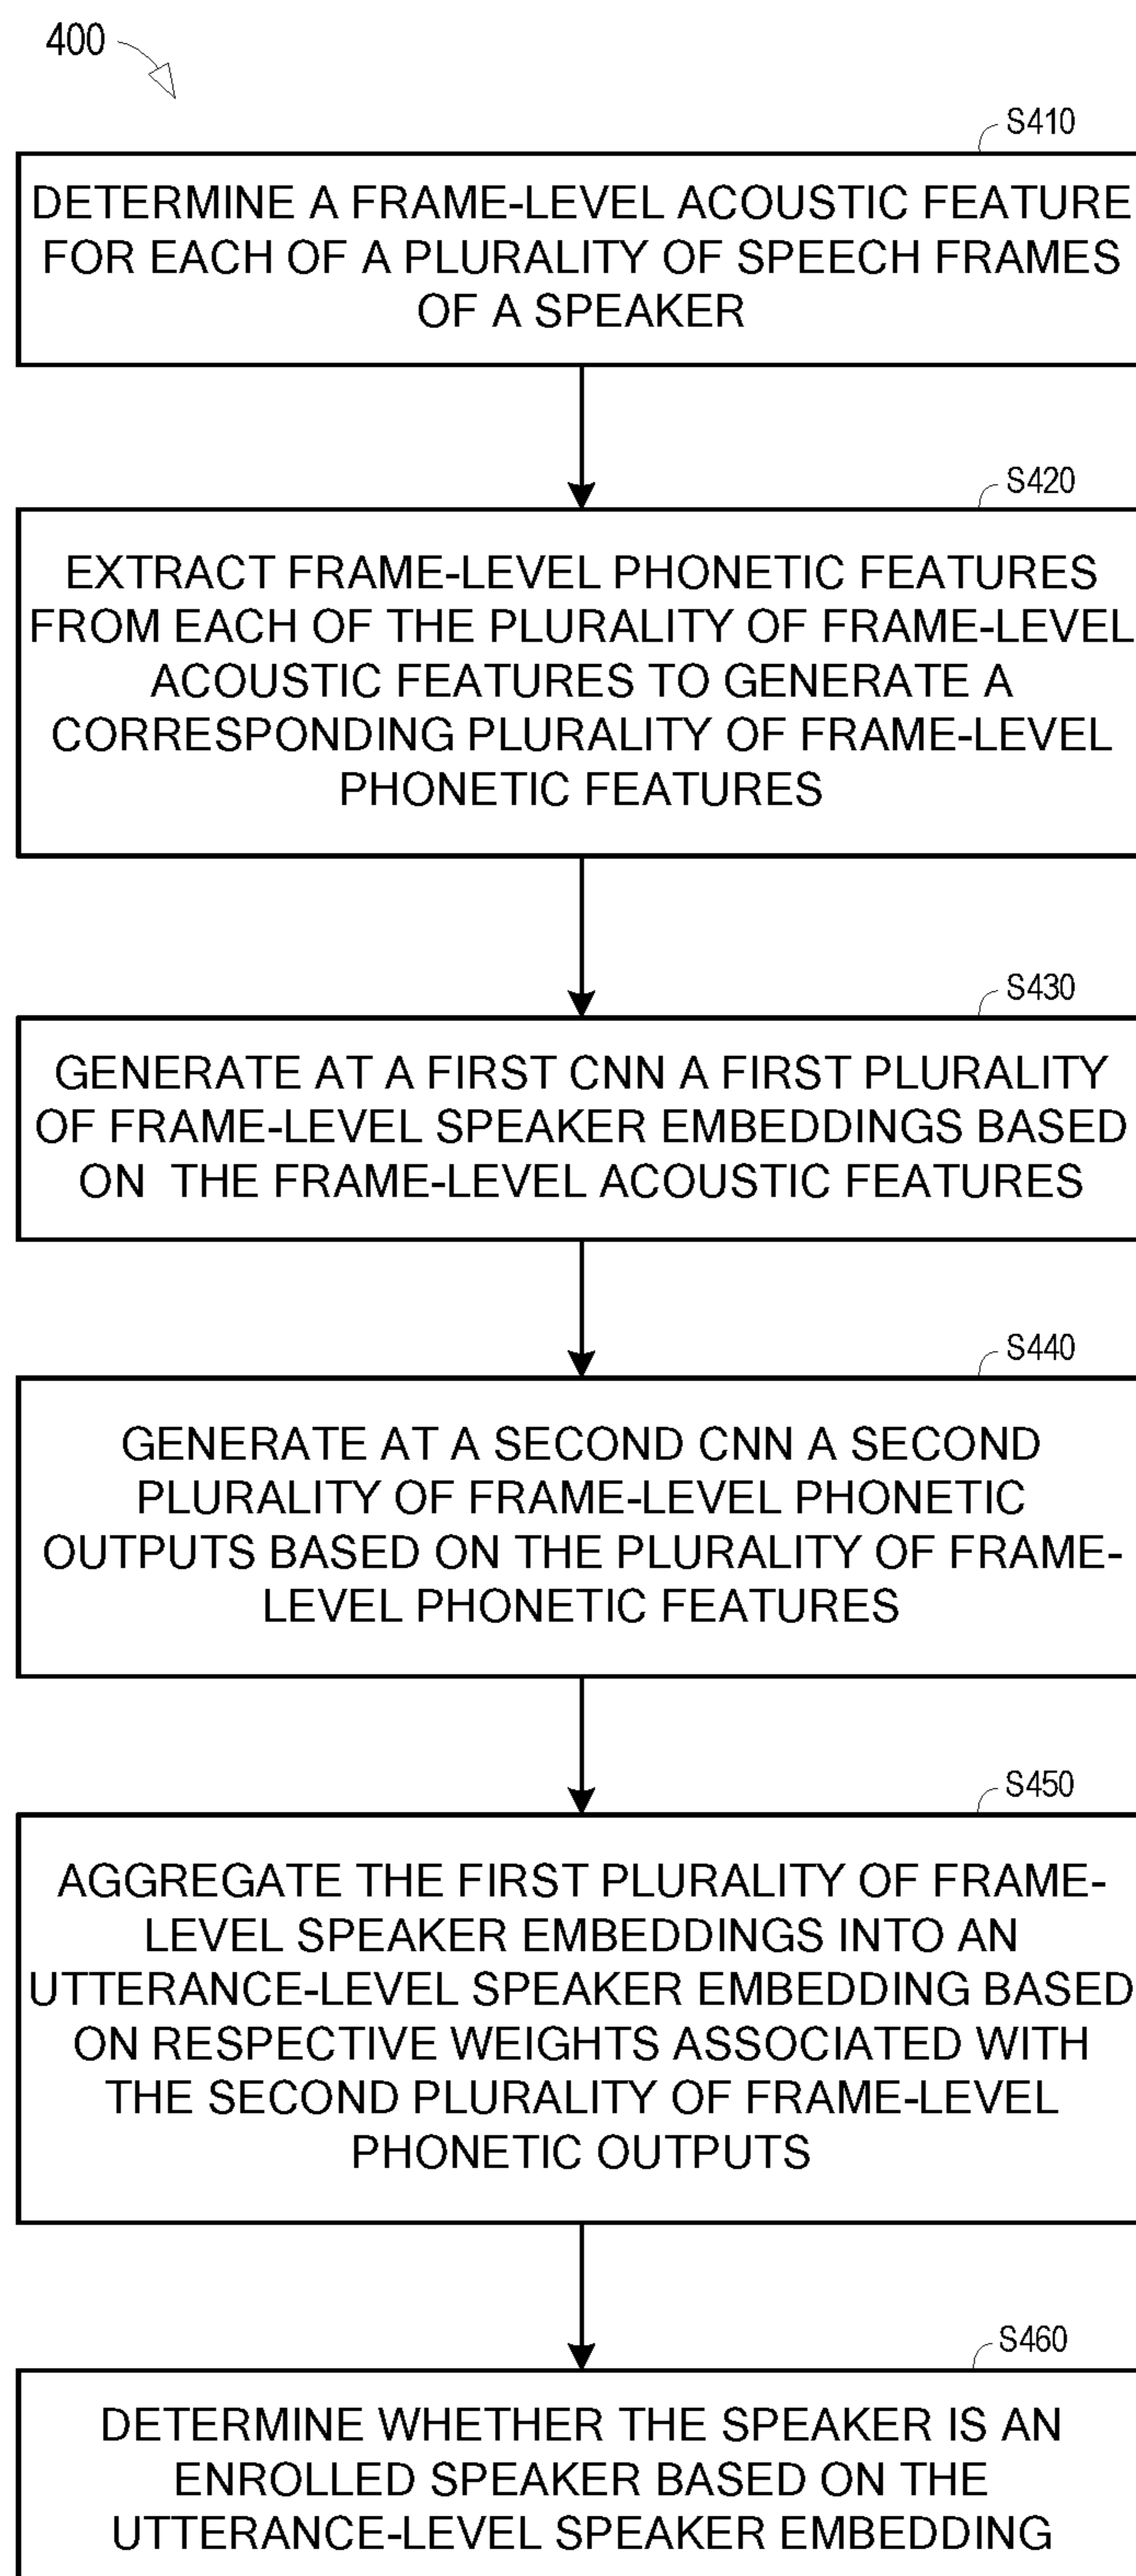 400
S410
DETERMINE A FRAME-LEVEL ACOUSTIC FEATURE
FOR EACH OF A PLURALITY OF SPEECH FRAMES
OF A SPEAKER
S420
EXTRACT FRAME-LEVEL PHONETIC FEATURES
FROM EACH OF THE PLURALITY OF FRAME-LEVEL
ACOUSTIC FEATURES TO GENERATE A
CORRESPONDING PLURALITY OF FRAME-LEVEL
PHONETIC FEATURES
S430
GENERATE AT A FIRST CNN A FIRST PLURALITY
OF FRAME-LEVEL SPEAKER EMBEDDINGS BASED
ON THE FRAME-LEVEL ACOUSTIC FEATURES
S440
GENERATE AT A SECOND CNN A SECOND
PLURALITY OF FRAME-LEVEL PHONETIC
OUTPUTS BASED ON THE PLURALITY OF FRAME-
LEVEL PHONETIC FEATURES
S450
AGGREGATE THE FIRST PLURALITY OF FRAME-
LEVEL SPEAKER EMBEDDINGS INTO AN
UTTERANCE-LEVEL SPEAKER EMBEDDING BASED
ON RESPECTIVE WEIGHTS ASSOCIATED WITH
THE SECOND PLURALITY OF FRAME-LEVEL
PHONETIC OUTPUTS
S460
DETERMINE WHETHER THE SPEAKER IS AN
ENROLLED SPEAKER BASED ON THE
UTTERANCE-LEVEL SPEAKER EMBEDDING